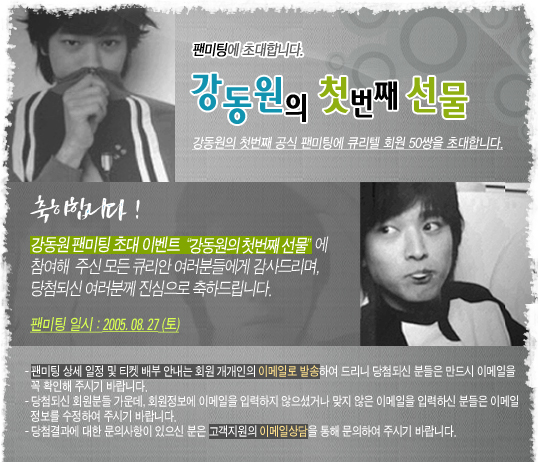 팬미팅에 초대합니다.
강동원의 첫번째 선물
강동원의 첫번째 공식 팬미팅에 큐리텔 회원 50쌍을 초대합니다.
축하합니다 !
강동원 팬미팅 초대 이벤트 "강동원의 첫번째 선물" 에
참여해 주신 모든 큐리안 여러분들에게 감사드리며,
당첨되신 여러분께 진심으로 축하드립니다.
팬미팅 일시 : 2005. 08. 27 (토)
- 팬미팅 상세 일정 및 티켓 배부 안내는 회원 개개인의 이메일로 발송하여 드리니 당첨되신 분들은 반드시 이메일을
꼭 확인해 주시기 바랍니다.
- 당첨되신 회원분들 가운데, 회원정보에 이메일을 입력하지 않으셨거나 맞지 않은 이메일을 입력하신 분들은 이메일
정보를 수정하여 주시기 바랍니다.
- 당첨결과에 대한 문의사항이 있으신 분은 고객지원의 이메일상담을 통해 문의하여 주시기 바랍니다.